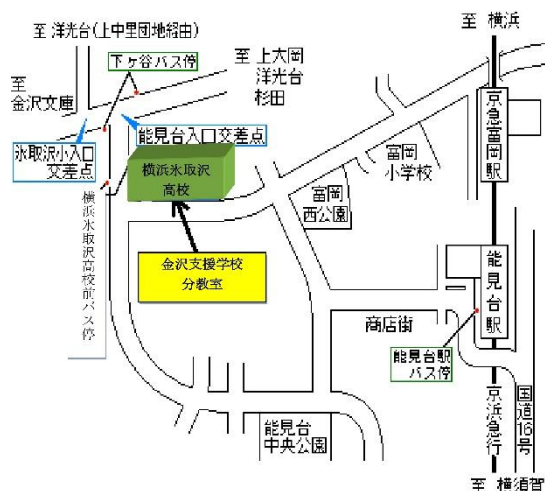 至 横浜
至 洋光台(上中里団地経由)
下ヶ谷バス停
至 上大岡
洋光台
杉田
至
金沢文庫
京急富岡駅
能見台入口交差点
氷取沢小入口
交差点
横浜氷取沢
高校
富岡
小学校
富岡
西公園
横浜氷取沢高校前バス停
金沢支援学校
分教室
能見台駅
商店街
能見台駅
バス停
能見台
中央公園
京浜急行
国道16号
至 横須賀